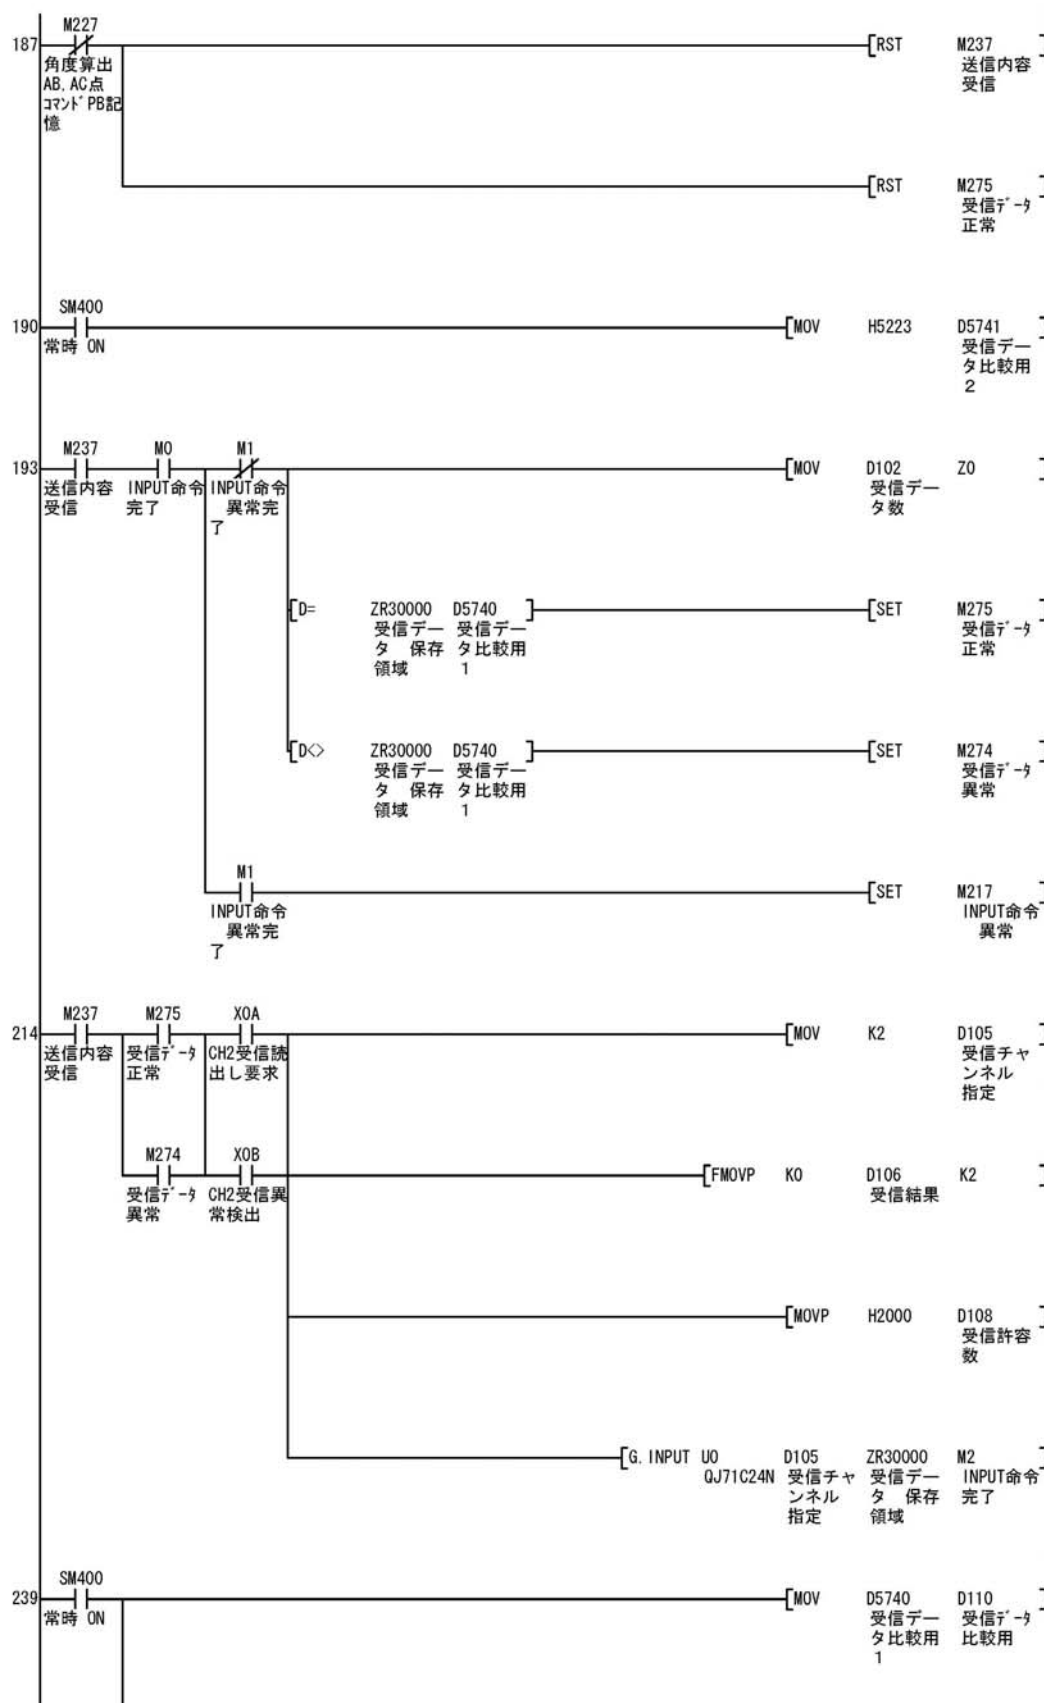 M227
187
[RST M237 ]
角度算出
AB, AC点
ｺﾏﾝﾄﾞPB記
憶
送信内容
受信
[RST M275 ]
受信ﾃﾞｰﾀ
正常
SM400
190
[MOV H5223 D5741 ]
常時 ON
受信デー
タ比較用
2
M237 M0 M1
193
[MOV D102 Z0 ]
送信内容 INPUT命令 INPUT命令 受信デー
受信 完了 異常完 タ数
了
[D= ZR30000 D5740 ] [SET M275 ]
受信デー 受信デー 受信ﾃﾞｰﾀ
タ 保存 タ比較用 正常
領域 1
[D<> ZR30000 D5740 ] [SET M274 ]
受信デー 受信デー 受信ﾃﾞｰﾀ
タ 保存 タ比較用 異常
領域 1
M1
[SET M217 ]
INPUT命令 INPUT命令
異常完 異常
了
M237 M275 X0A
214
[MOV K2 D105 ]
送信内容 受信ﾃﾞｰﾀ CH2受信読 受信チャ
受信 正常 出し要求 ンネル
指定
M274 X0B
[FMOVP K0 D106 K2 ]
受信ﾃﾞｰﾀ CH2受信異 受信結果
異常 常検出
[MOVP H2000 D108 ]
受信許容
数
[G.INPUT U0 D105 ZR30000 M2 ]
QJ71C24N 受信チャ 受信デー INPUT命令
ンネル タ 保存 完了
指定 領域
SM400
239
[MOV D5740 D110 ]
常時 ON 受信デー 受信ﾃﾞｰﾀ
タ比較用 比較用
1